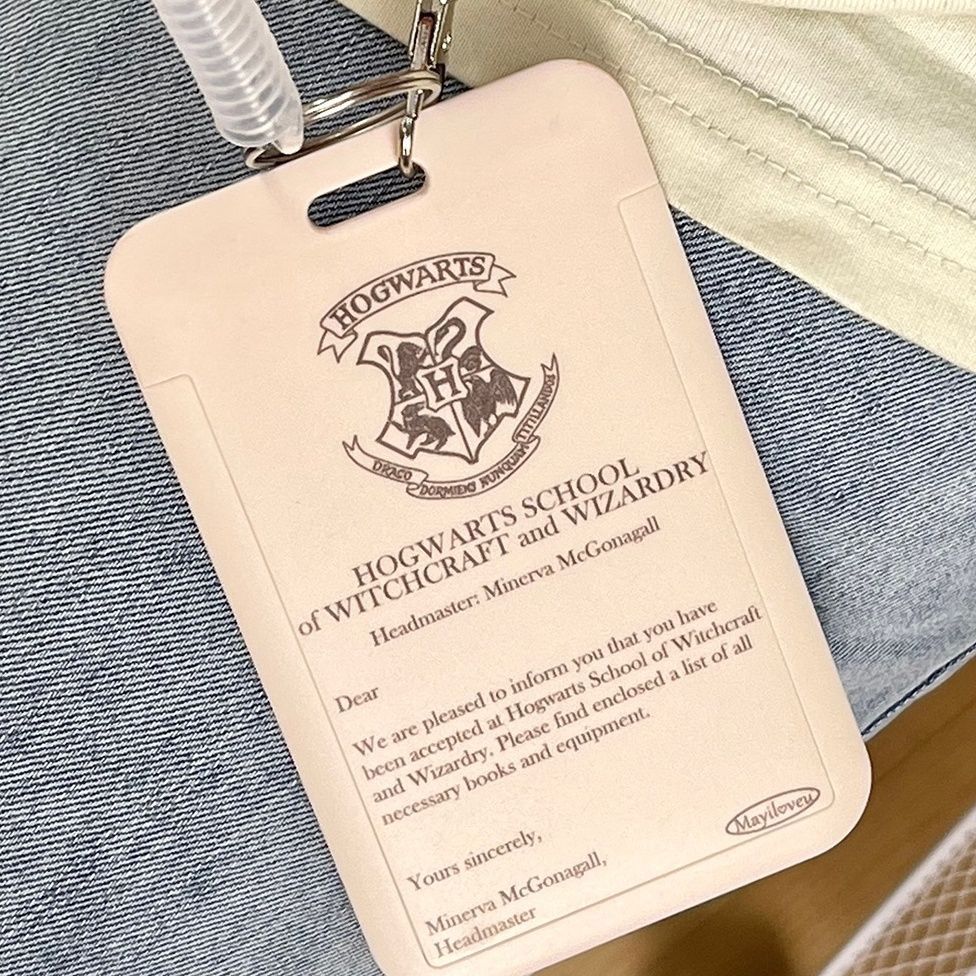 HOGWARTS
H
DRACO DORMIENS NUNQUAM TITILLANDUS
HOGWARTS SCHOOL
of WITCHCRAFT and WIZARDRY
Headmaster: Minerva McGonagall
Dear
We are pleased to inform you that you have
been accepted at Hogwarts School of Witchcraft
and Wizardry. Please find enclosed a list of all
necessary books and equipment.
Yours sincerely,
Minerva McGonagall,
Headmaster
Mayiloveu